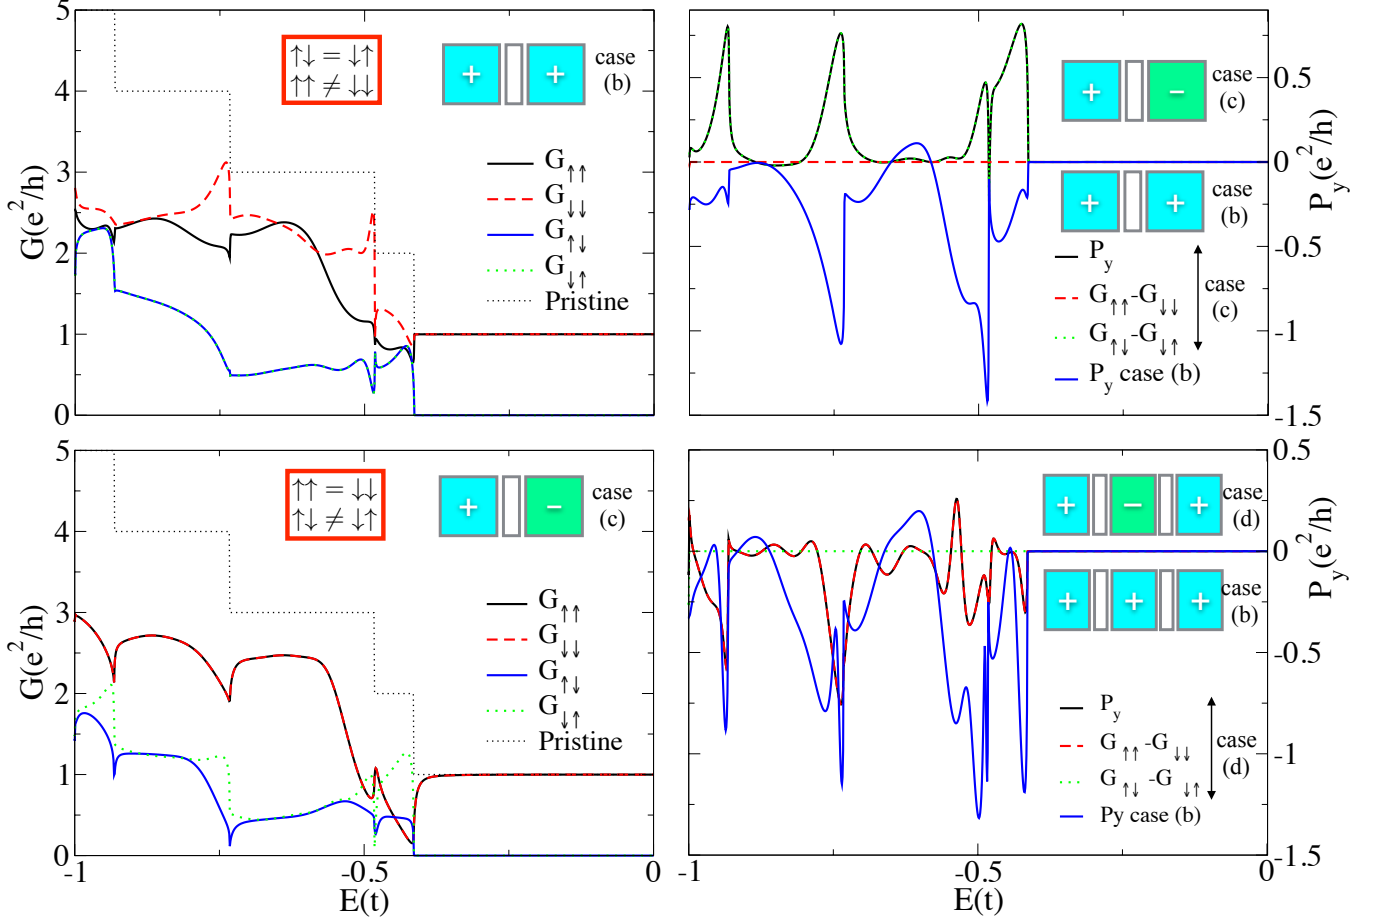 5
4
3
2
1
0
G(e²/h)
↑↓ = ↓↑
↑↑ ≠ ↓↓
+
+
case
(b)
G↑↑
G↓↓
G↑↓
G↓↑
Pristine
0.5
0
-0.5
-1
-1.5
P_y(e²/h)
+
−
case
(c)
+
+
case
(b)
P_y
G↑↑-G↓↓
G↑↓-G↓↑
P_y case (b)
case
(c)
5
4
3
2
1
0
G(e²/h)
-1
-0.5
0
E(t)
↑↑ = ↓↓
↑↓ ≠ ↓↑
+
−
case
(c)
G↑↑
G↓↓
G↑↓
G↓↑
Pristine
0.5
0
-0.5
-1
-1.5
P_y(e²/h)
-1
-0.5
0
E(t)
+
−
+
case
(d)
+
+
+
case
(b)
P_y
G↑↑-G↓↓
G↑↓-G↓↑
Py case (b)
case
(d)